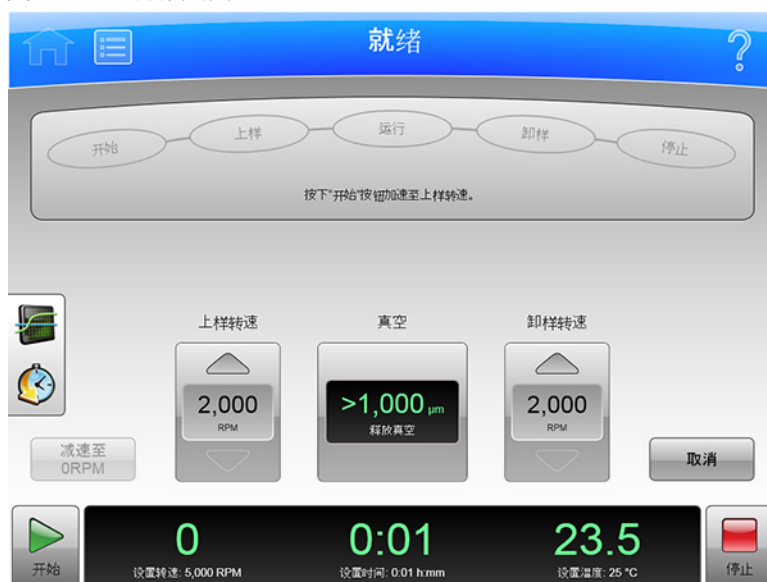 就绪
?
开始
上样
运行
卸样
停止
按下“开始”按钮加速至上样转速。
上样转速
真空
卸样转速
2,000
RPM
>1,000 μm
释放真空
2,000
RPM
减速至
0RPM
取消
开始
0
设置转速: 5,000 RPM
0:01
设置时间: 0:01 h:mm
23.5
设置温度: 25 °C
停止